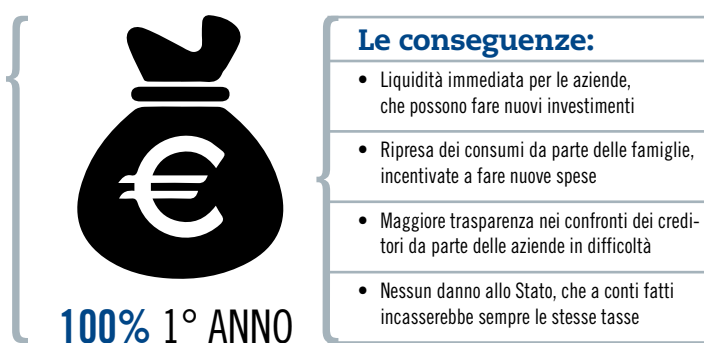 Le conseguenze:
• Liquidità immediata per le aziende,
che possono fare nuovi investimenti
• Ripresa dei consumi da parte delle famiglie,
incentivate a fare nuove spese
• Maggiore trasparenza nei confronti dei credi-
tori da parte delle aziende in difficoltà
• Nessun danno allo Stato, che a conti fatti
incasserebbe sempre le stesse tasse
€
100% 1° ANNO